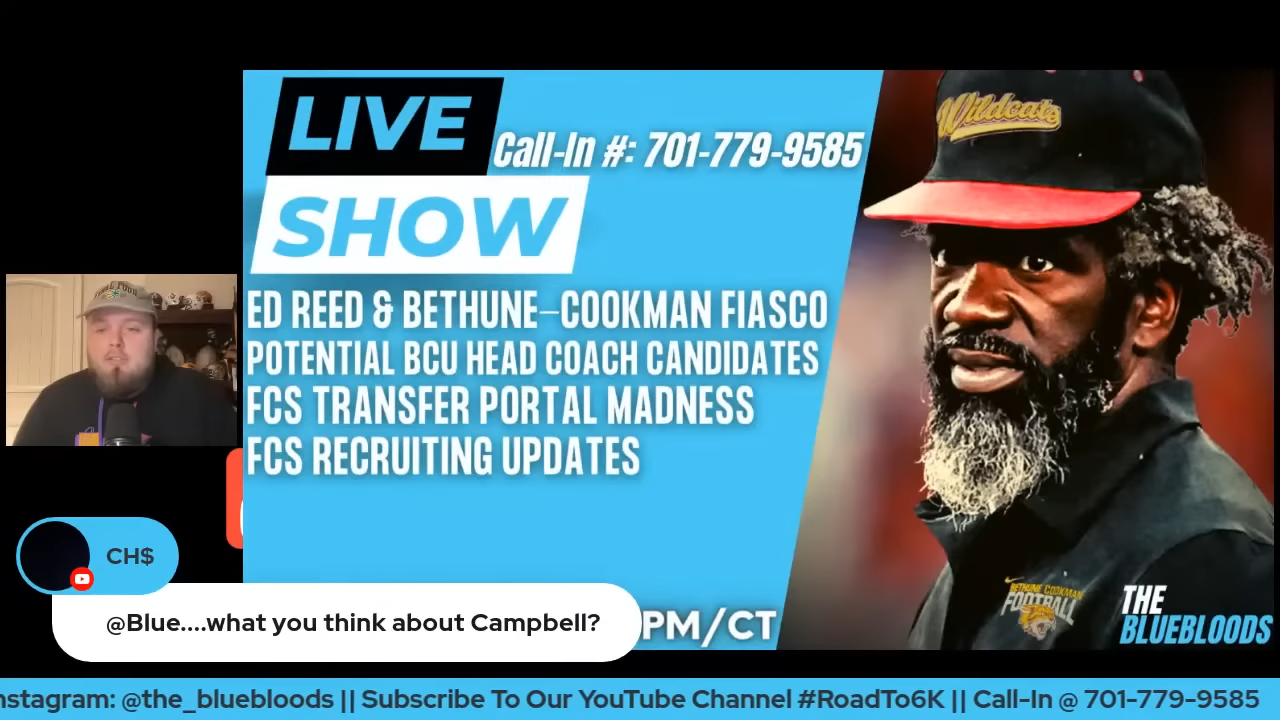 LIVE
Call-In #: 701-779-9585
SHOW
Wildcats
ED REED & BETHUNE-COOKMAN FIASCO
POTENTIAL BCU HEAD COACH CANDIDATES
FCS TRANSFER PORTAL MADNESS
FCS RECRUITING UPDATES
CH$
@Blue....what you think about Campbell?
PM/CT
BETHUNE COOKMAN
FOOTBALL
THE
BLUEBLOODS
nstagram: @the_bluebloods || Subscribe To Our YouTube Channel #RoadTo6K || Call-In @ 701-779-9585